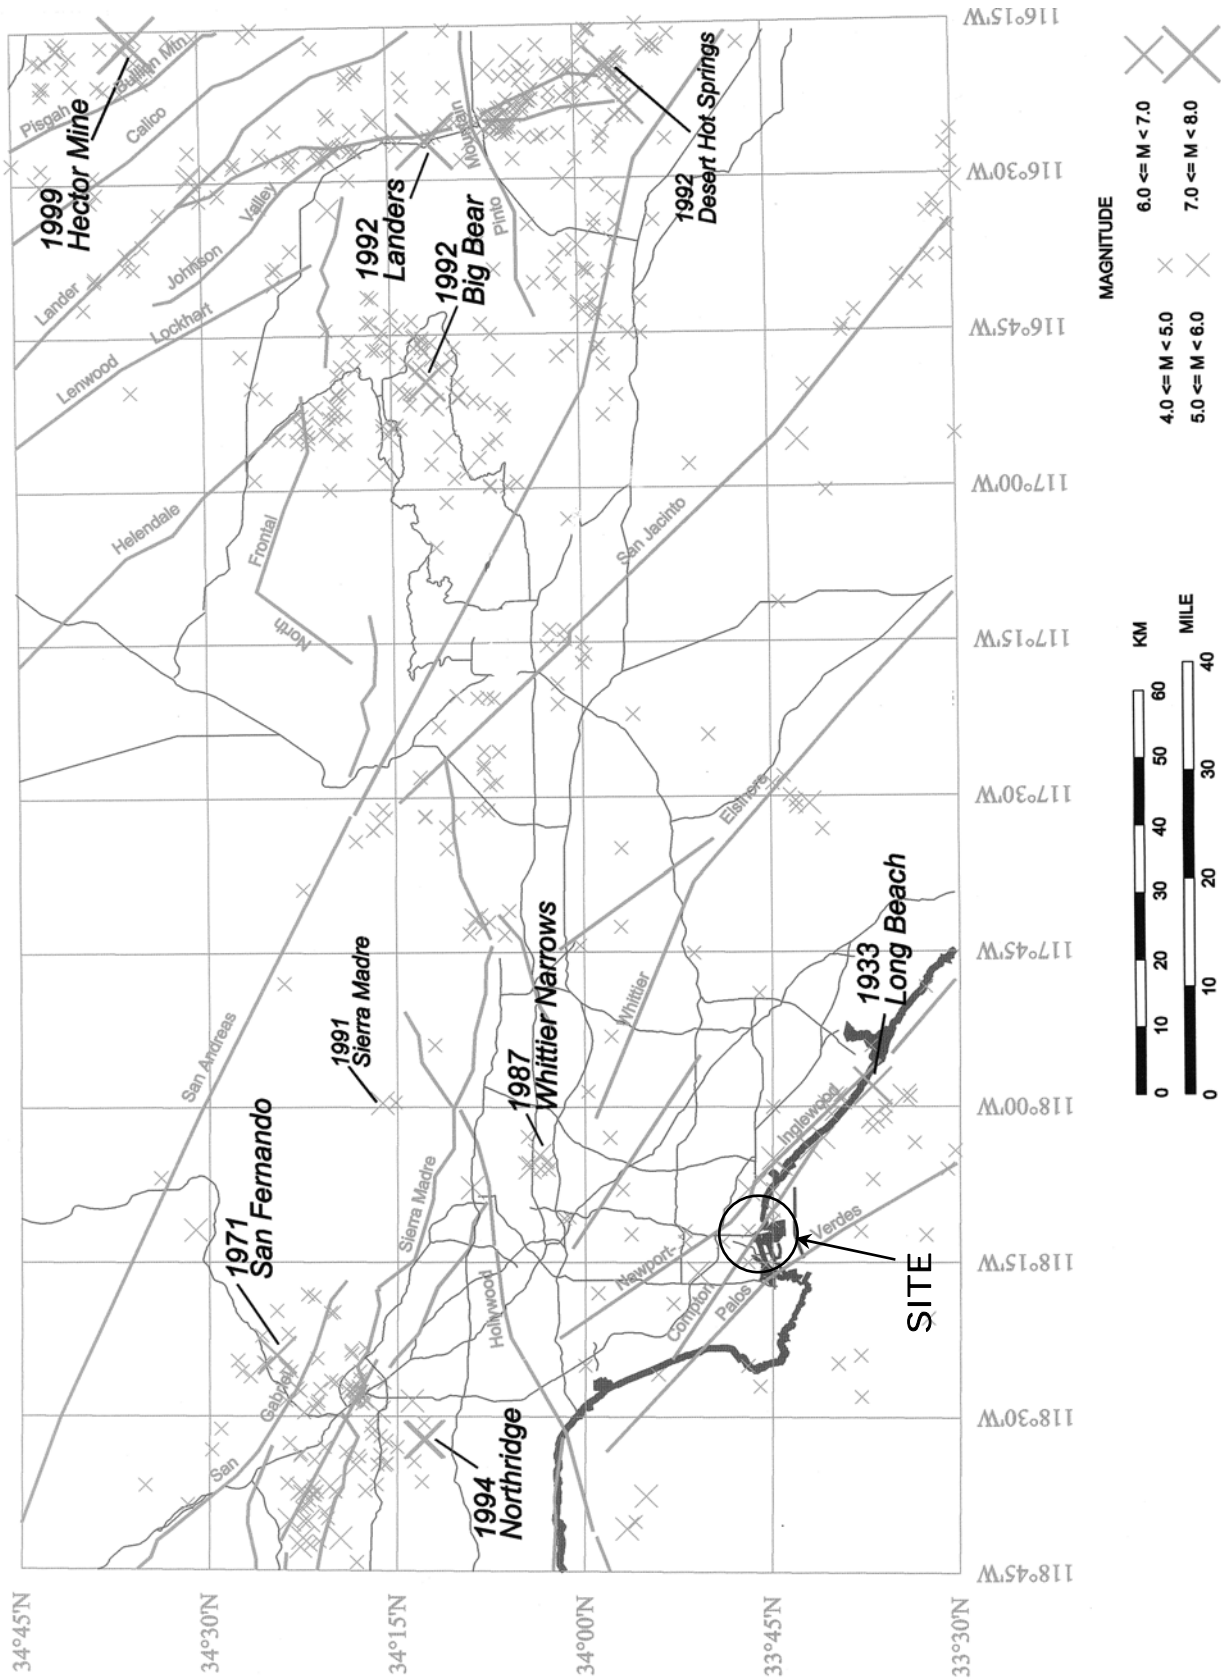 34°45'N
34°30'N
34°15'N
34°00'N
33°45'N
33°30'N
118°45'W
118°30'W
118°15'W
118°00'W
117°45'W
117°30'W
117°15'W
117°00'W
116°45'W
116°30'W
116°15'W
1994
Northridge
1971
San Fernando
1991
Sierra Madre
1987
Whittier Narrows
1933
Long Beach
SITE
1992
Big Bear
1992
Landers
1999
Hector Mine
1992
Desert Hot Springs
San
Gabriel
San Andreas
Sierra Madre
Hollywood
Newport-
Inglewood
Compton
Palos
Verdes
Whittier
Elsinore
San Jacinto
North
Frontal
Helendale
Lenwood
Lockhart
Lander
Johnson
Valley
Calico
Pisgah
Bullion Mtn.
Pinto
Mountain
0 10 20 30 40 50 60
KM
0 10 20 30 40
MILE
MAGNITUDE
4.0 <= M < 5.0
5.0 <= M < 6.0
6.0 <= M < 7.0
7.0 <= M < 8.0